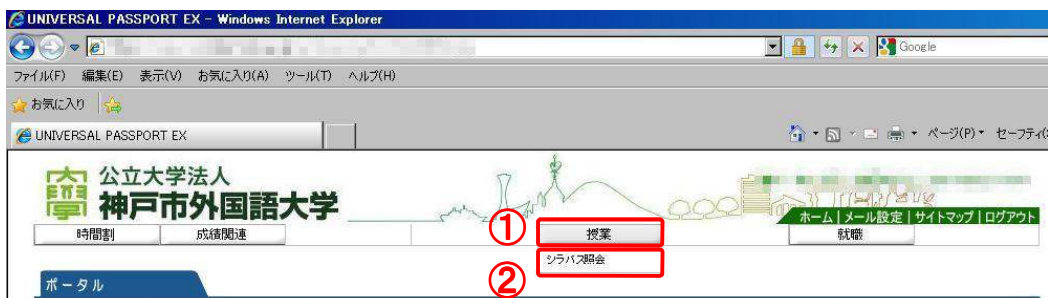 UNIVERSAL PASSPORT EX - Windows Internet Explorer
Google
ファイル(F) 編集(E) 表示(V) お気に入り(A) ツール(T) ヘルプ(H)
お気に入り
UNIVERSAL PASSPORT EX
ページ(P) セーフティ(
公立大学法人
神戸市外国語大学
ホーム | メール設定 | サイトマップ | ログアウト
時間割 成績関連 ① 授業 就職
② シラバス照会
ポータル